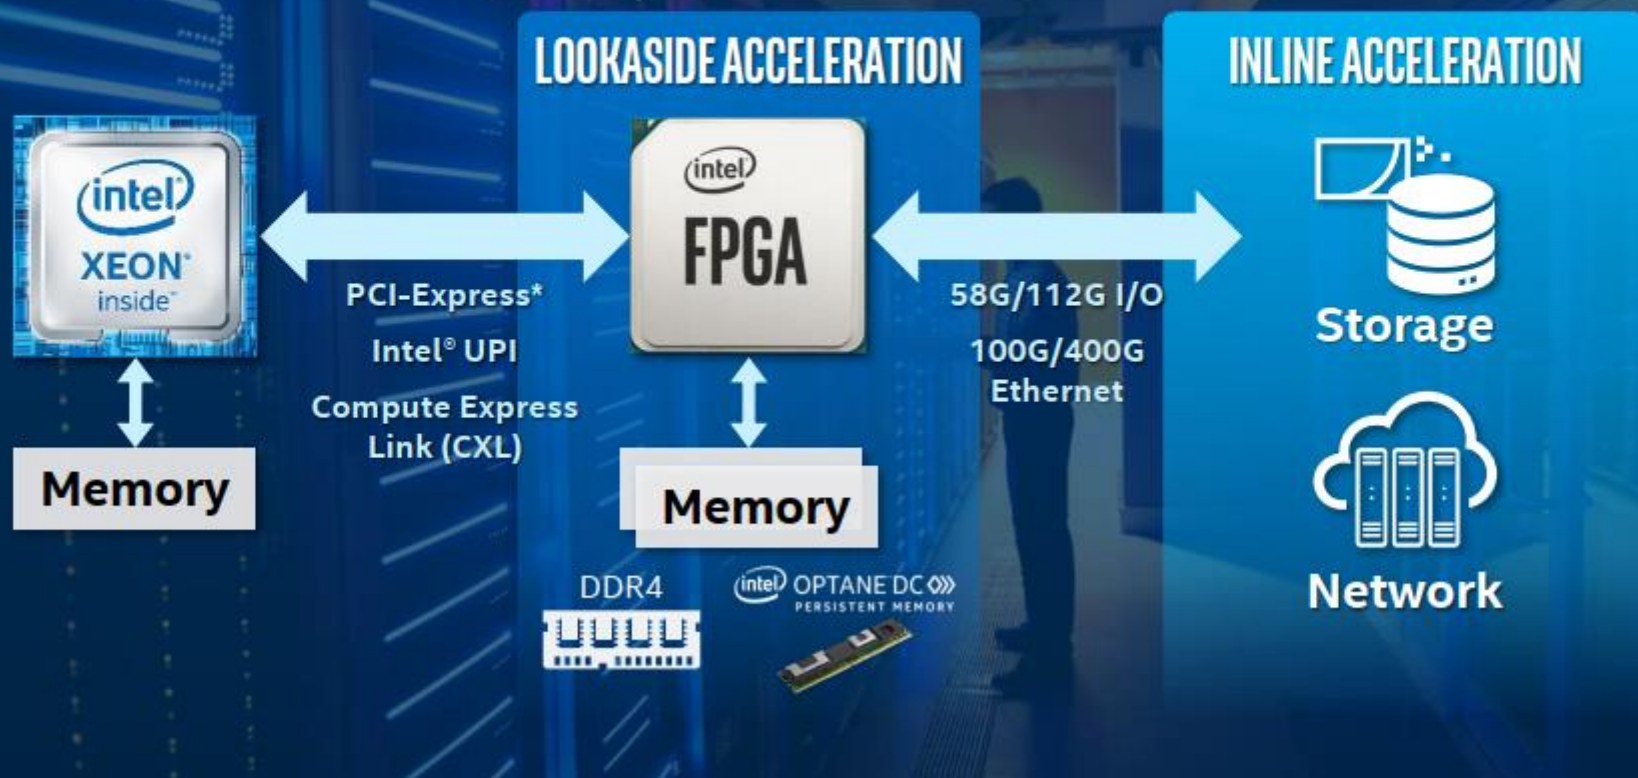 LOOKASIDE ACCELERATION
INLINE ACCELERATION
intel®
XEON®
inside™
PCI-Express*
Intel® UPI
Compute Express
Link (CXL)
Memory
intel®
FPGA
Memory
DDR4
intel® OPTANE DC
PERSISTENT MEMORY
58G/112G I/O
100G/400G
Ethernet
Storage
Network